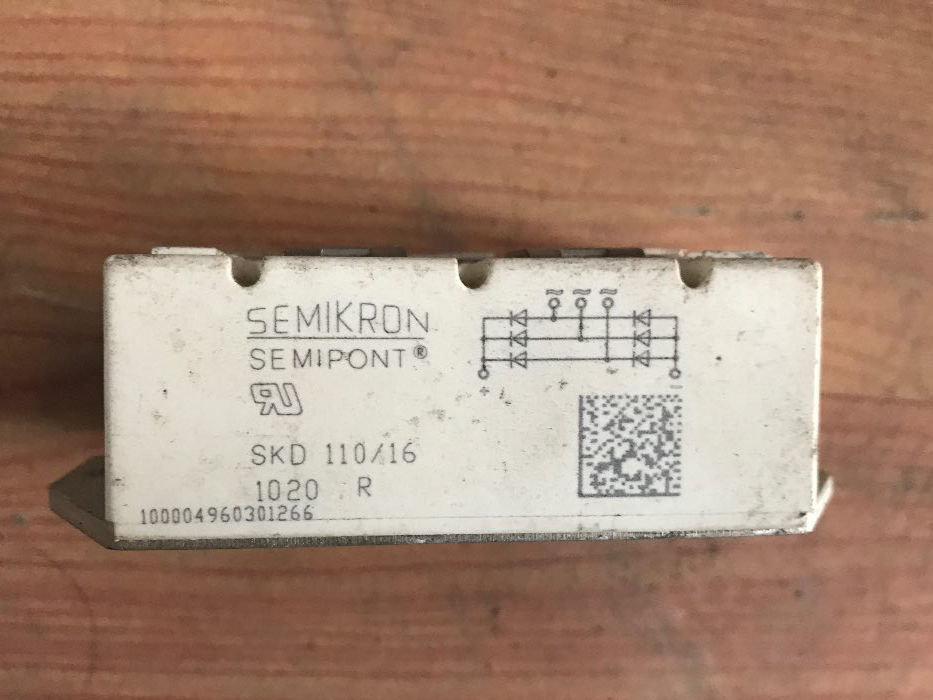 SEMIKRON
SEMIPONT®
SKD 110/16
1020 R
100004960301266
~ ~ ~
+ -